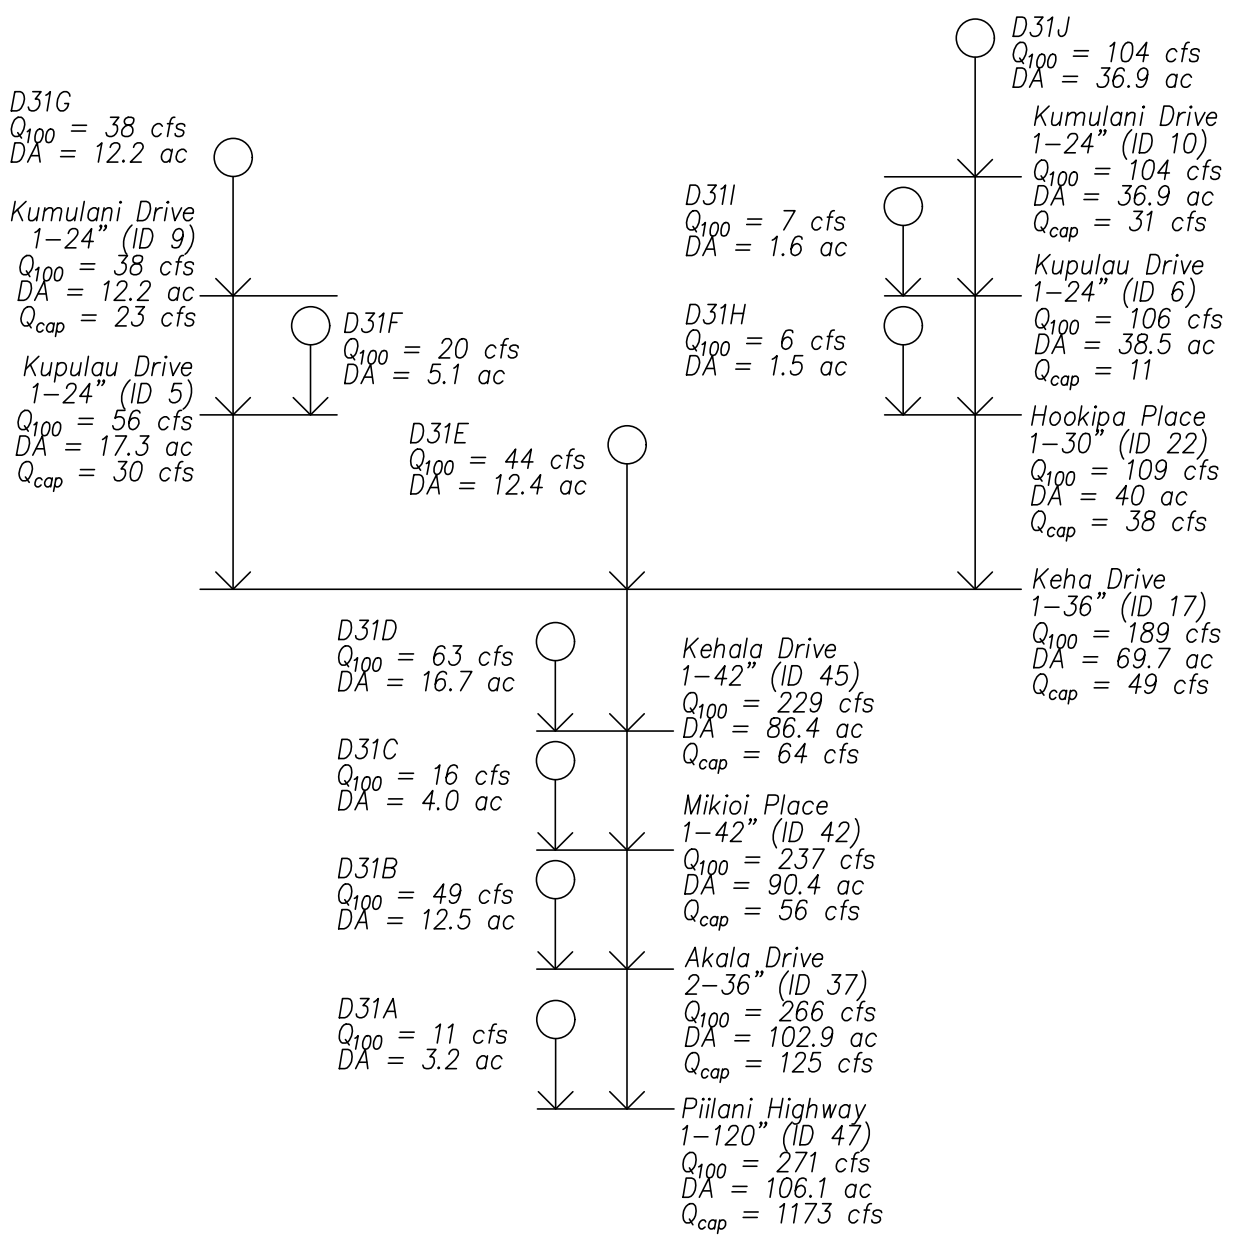 D31J
Q100 = 104 cfs
DA = 36.9 ac
D31G
Q100 = 38 cfs
DA = 12.2 ac
Kumulani Drive
1-24" (ID 10)
Q100 = 104 cfs
DA = 36.9 ac
Qcap = 31 cfs
D31I
Q100 = 7 cfs
DA = 1.6 ac
Kumulani Drive
1-24" (ID 9)
Q100 = 38 cfs
DA = 12.2 ac
Qcap = 23 cfs
Kupulau Drive
1-24" (ID 6)
Q100 = 106 cfs
DA = 38.5 ac
Qcap = 11
D31H
Q100 = 6 cfs
DA = 1.5 ac
D31F
Q100 = 20 cfs
DA = 5.1 ac
Kupulau Drive
1-24" (ID 5)
Q100 = 56 cfs
DA = 17.3 ac
Qcap = 30 cfs
Hookipa Place
1-30" (ID 22)
Q100 = 109 cfs
DA = 40 ac
Qcap = 38 cfs
D31E
Q100 = 44 cfs
DA = 12.4 ac
Keha Drive
1-36" (ID 17)
Q100 = 189 cfs
DA = 69.7 ac
Qcap = 49 cfs
D31D
Q100 = 63 cfs
DA = 16.7 ac
Kehala Drive
1-42" (ID 45)
Q100 = 229 cfs
DA = 86.4 ac
Qcap = 64 cfs
D31C
Q100 = 16 cfs
DA = 4.0 ac
Mikioi Place
1-42" (ID 42)
Q100 = 237 cfs
DA = 90.4 ac
Qcap = 56 cfs
D31B
Q100 = 49 cfs
DA = 12.5 ac
Akala Drive
2-36" (ID 37)
Q100 = 266 cfs
DA = 102.9 ac
Qcap = 125 cfs
D31A
Q100 = 11 cfs
DA = 3.2 ac
Piilani Highway
1-120" (ID 47)
Q100 = 271 cfs
DA = 106.1 ac
Qcap = 1173 cfs